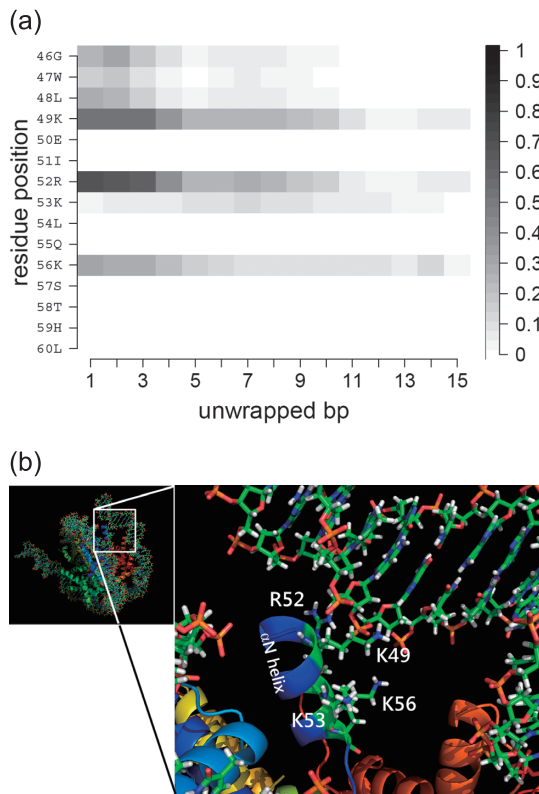 (a)
residue position
46G
47W
48L
49K
50E
51I
52R
53K
54L
55Q
56K
57S
58T
59H
60L
1 3 5 7 9 11 13 15
unwrapped bp
1
0.9
0.8
0.7
0.6
0.5
0.4
0.3
0.2
0.1
0
(b)
R52
αN helix
K49
K56
K53